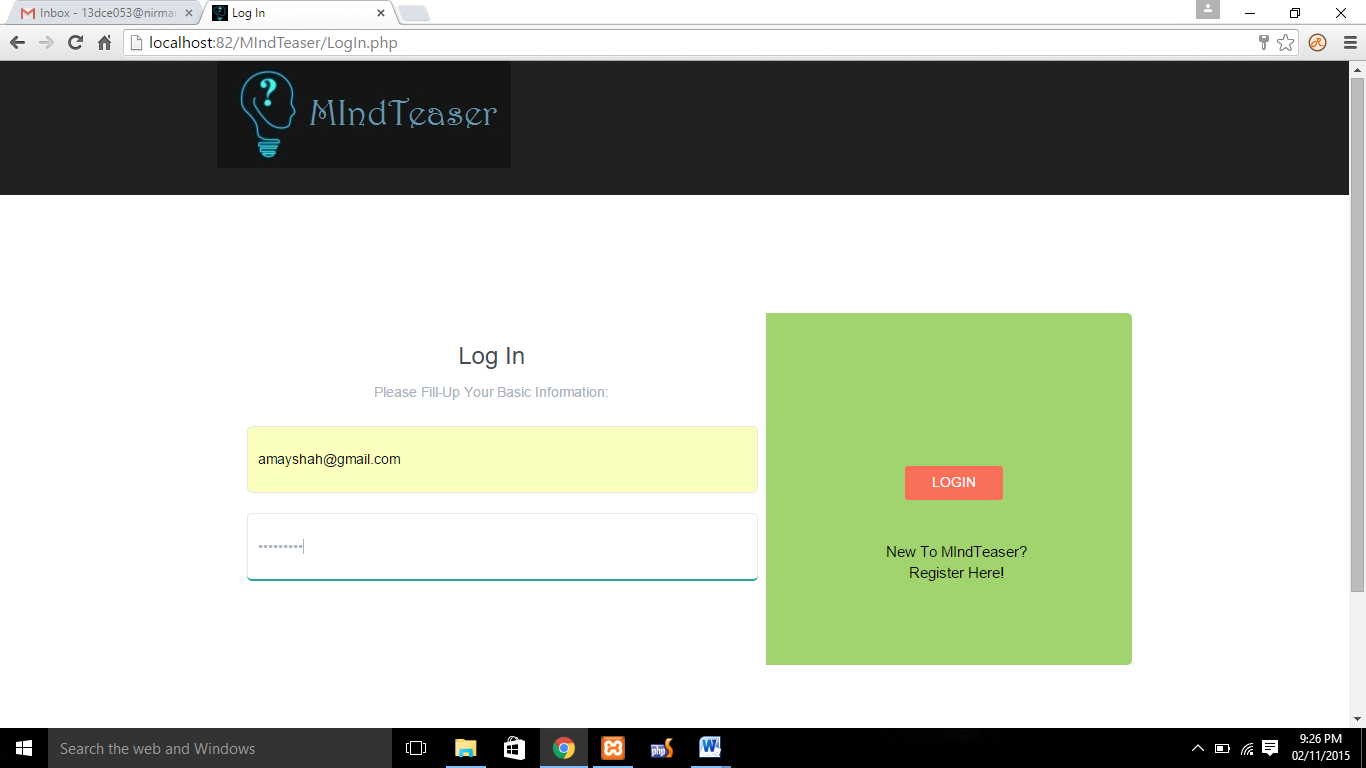 Inbox - 13dce053@nirma
Log In
localhost:82/MIndTeaser/LogIn.php
?
MIndTeaser
Log In
Please Fill-Up Your Basic Information:
amayshah@gmail.com
•••••••••
LOGIN
New To MIndTeaser?
Register Here!
Search the web and Windows
php
W
9:26 PM
02/11/2015